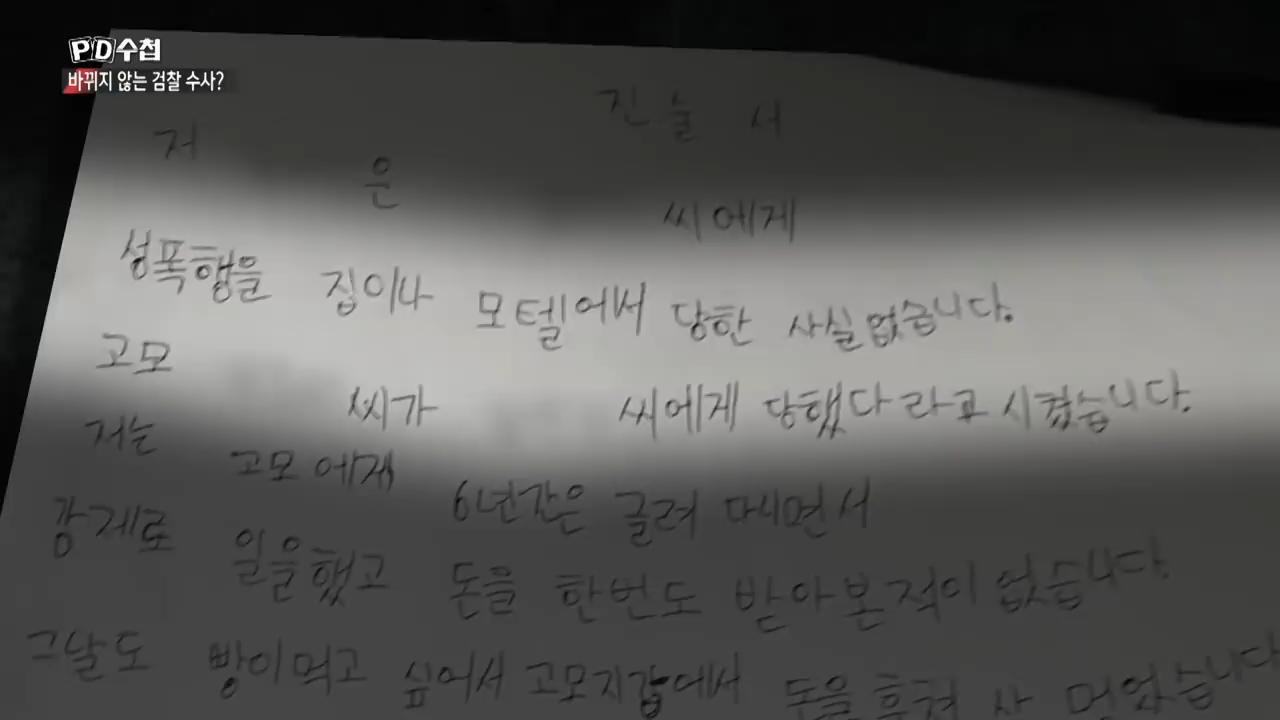 PD수첩
바뀌지 않는 검찰 수사?
진술서
저 은 씨에게
성폭행을 집이나 모텔에서 당한 사실 없습니다.
고모 씨가 씨에게 당했다 라고 시켰습니다.
저는 고모에게 6년간은 끌려 다니면서
강제로 일을했고 돈을 한번도 받아본적이 없습니다.
그날도 빵이먹고 싶어서 고모지갑에서 돈을 훔쳐 사 먹었습니다